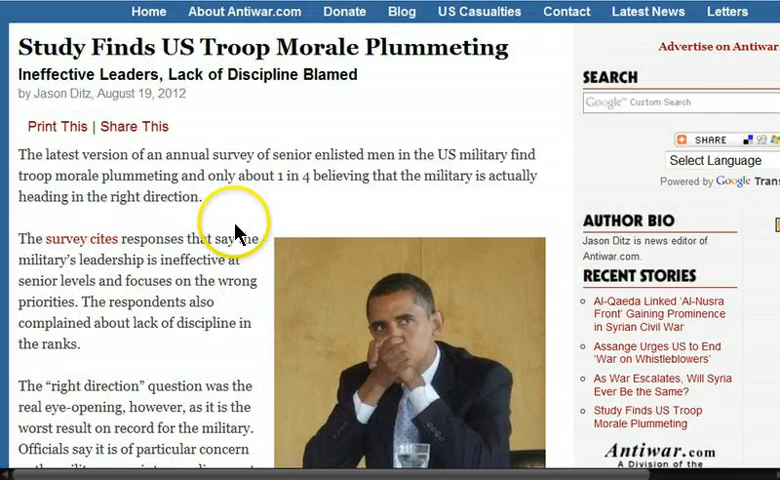 Home About Antiwar.com Donate Blog US Casualties Contact Latest News Letters
Study Finds US Troop Morale Plummeting
Ineffective Leaders, Lack of Discipline Blamed
by Jason Ditz, August 19, 2012
Print This | Share This
The latest version of an annual survey of senior enlisted men in the US military find
troop morale plummeting and only about 1 in 4 believing that the military is actually
heading in the right direction.
The survey cites responses that say the
military's leadership is ineffective at
senior levels and focuses on the wrong
priorities. The respondents also
complained about lack of discipline in
the ranks.
The “right direction” question was the
real eye-opening, however, as it is the
worst result on record for the military.
Officials say it is of particular concern
Advertise on Antiwar
SEARCH
Google™ Custom Search
SHARE
Select Language
Powered by Google Tran
AUTHOR BIO
Jason Ditz is news editor of
Antiwar.com.
RECENT STORIES
Al-Qaeda Linked 'Al-Nusra
Front' Gaining Prominence
in Syrian Civil War
Assange Urges US to End
'War on Whistleblowers'
As War Escalates, Will Syria
Ever Be the Same?
Study Finds US Troop
Morale Plummeting
Antiwar.com
A Division of the